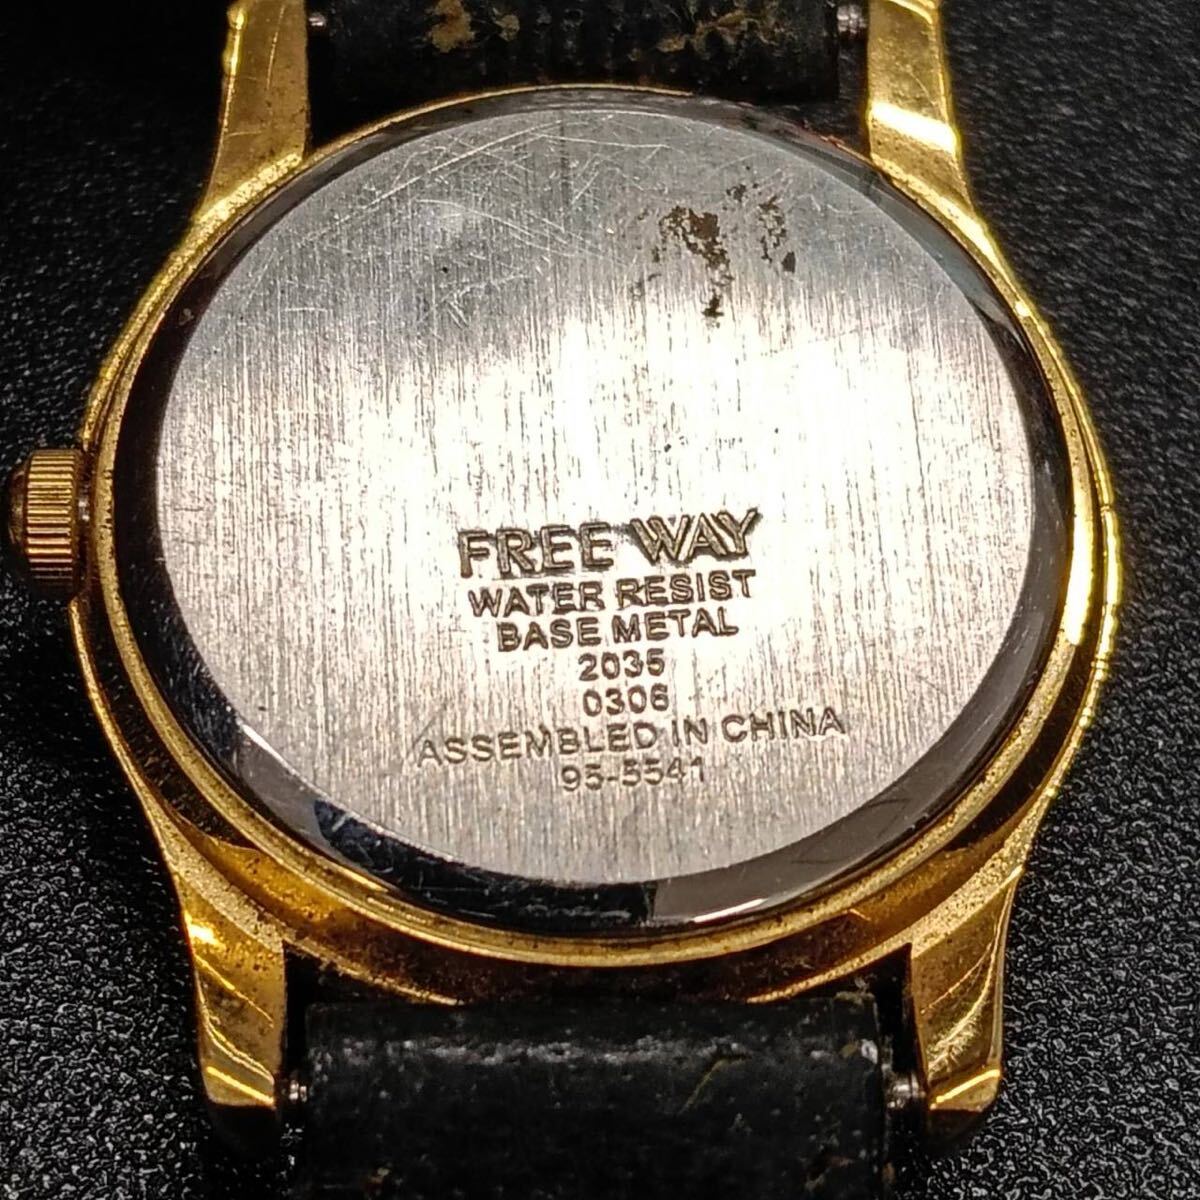 FREE WAY
WATER RESIST
BASE METAL
2035
0306
ASSEMBLED IN CHINA
95-5541